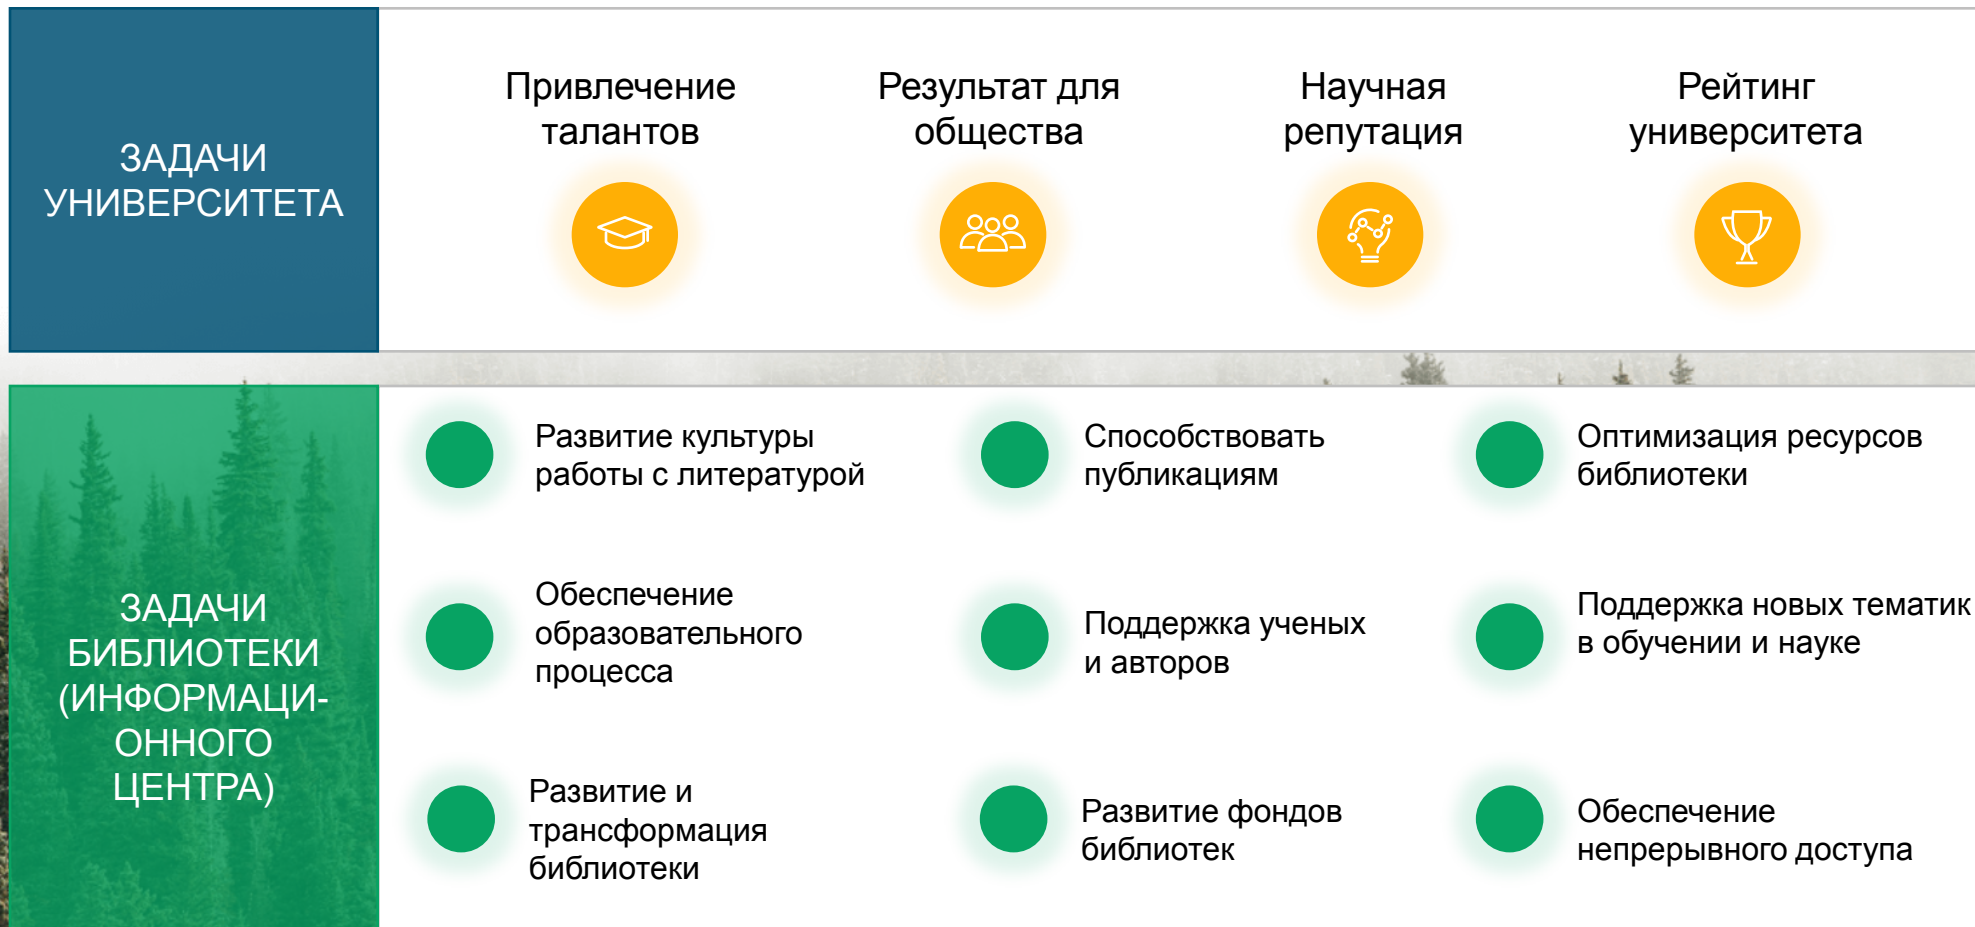 ЗАДАЧИ
УНИВЕРСИТЕТА
Привлечение
талантов
Результат для
общества
Научная
репутация
Рейтинг
университета
ЗАДАЧИ
БИБЛИОТЕКИ
(ИНФОРМАЦИ-
ОННОГО
ЦЕНТРА)
Развитие культуры
работы с литературой
Способствовать
публикациям
Оптимизация ресурсов
библиотеки
Обеспечение
образовательного
процесса
Поддержка ученых
и авторов
Поддержка новых тематик
в обучении и науке
Развитие и
трансформация
библиотеки
Развитие фондов
библиотек
Обеспечение
непрерывного доступа